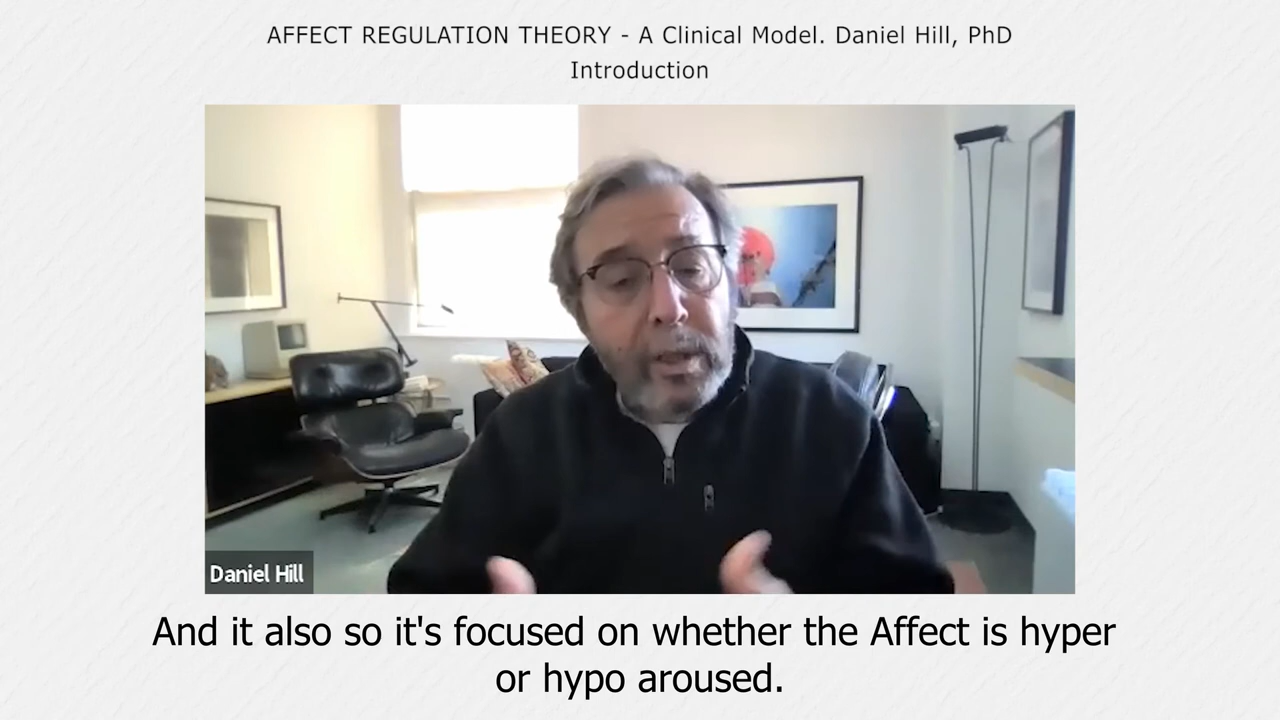 AFFECT REGULATION THEORY - A Clinical Model. Daniel Hill, PhD
Introduction
Daniel Hill
And it also so it's focused on whether the Affect is hyper
or hypo aroused.